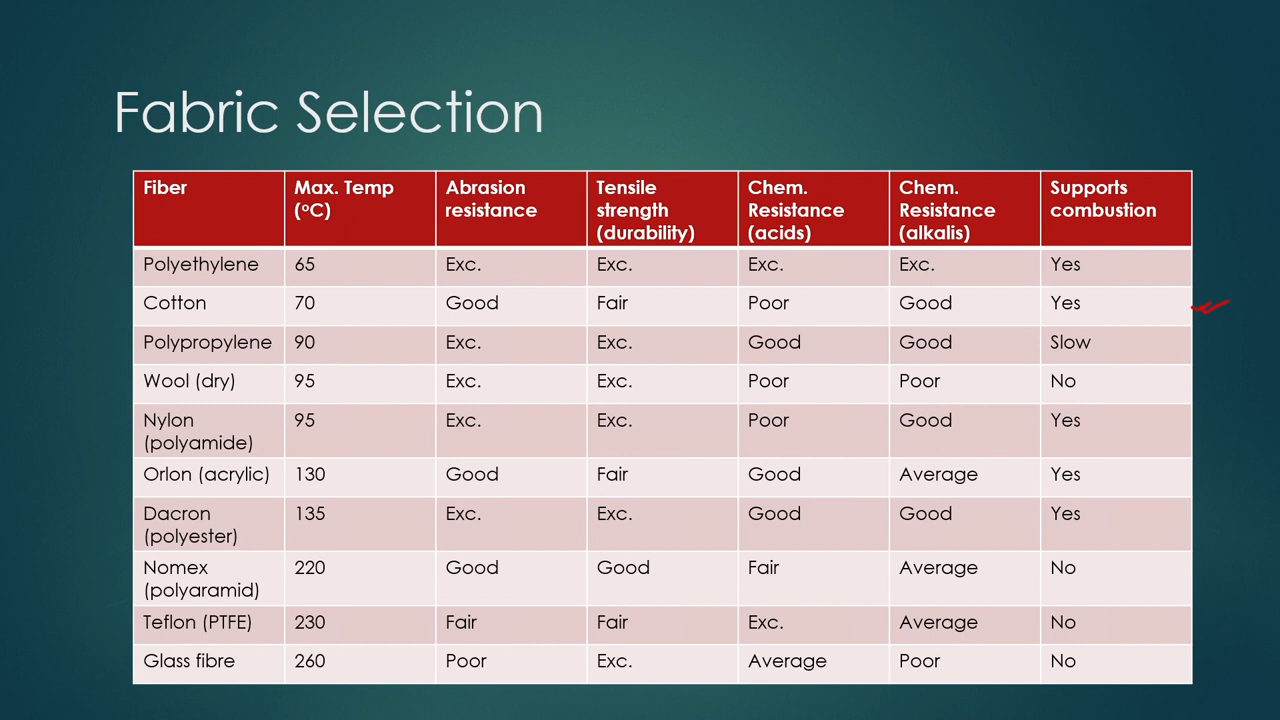 Fabric Selection
Fiber Max. Temp (°C) Abrasion resistance Tensile strength (durability) Chem. Resistance (acids) Chem. Resistance (alkalis) Supports combustion
Polyethylene 65 Exc. Exc. Exc. Exc. Yes
Cotton 70 Good Fair Poor Good Yes
Polypropylene 90 Exc. Exc. Good Good Slow
Wool (dry) 95 Exc. Exc. Poor Poor No
Nylon (polyamide) 95 Exc. Exc. Poor Good Yes
Orlon (acrylic) 130 Good Fair Good Average Yes
Dacron (polyester) 135 Exc. Exc. Good Good Yes
Nomex (polyaramid) 220 Good Good Fair Average No
Teflon (PTFE) 230 Fair Fair Exc. Average No
Glass fibre 260 Poor Exc. Average Poor No